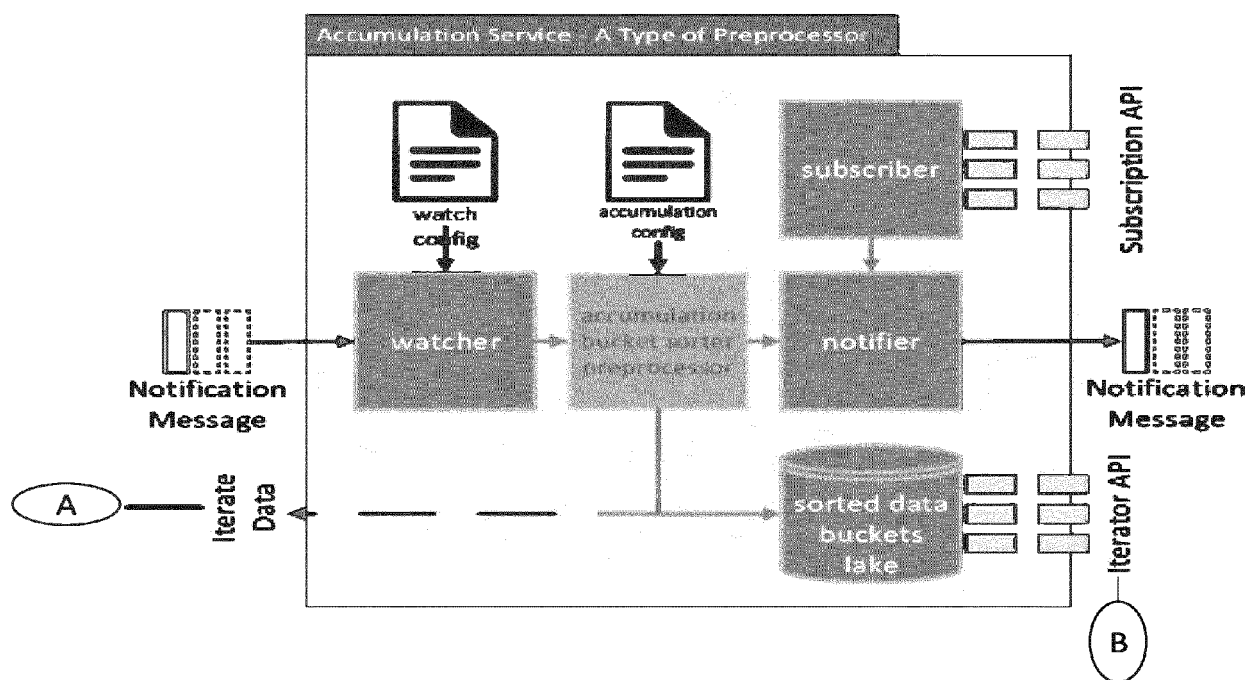 Accumulation Service - A Type of Preprocessor
watch
config
accumulation
config
subscriber
Subscription API
Notification
Message
watcher
accumulation
bucket sorter
preprocessor
notifier
Notification
Message
A
Iterate
Data
sorted data
buckets
lake
Iterator API
B